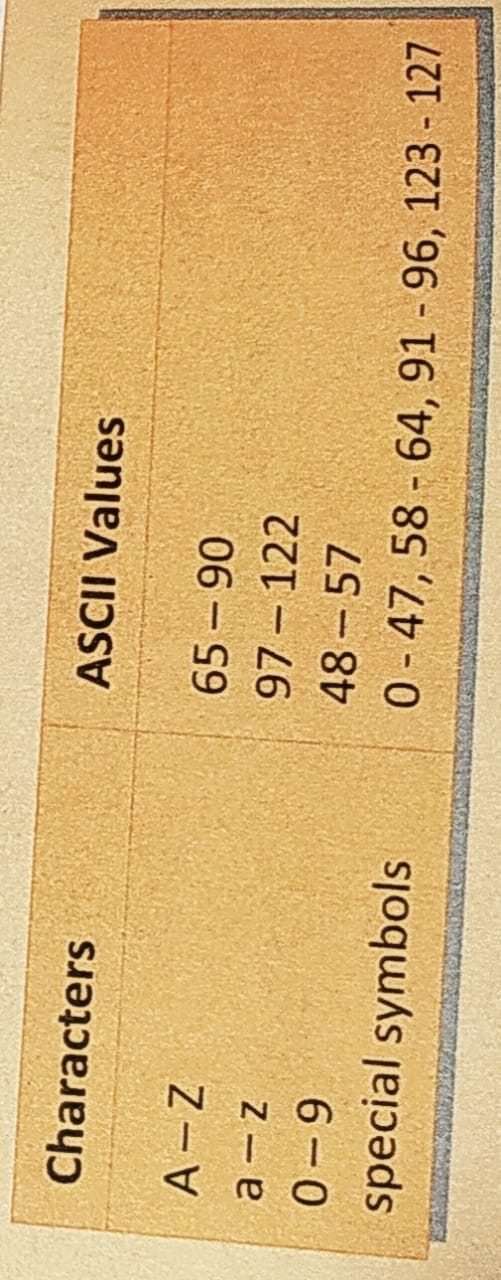 Characters ASCII Values
A – Z 65 – 90
a – z 97 – 122
0 – 9 48 – 57
special symbols 0 - 47, 58 - 64, 91 - 96, 123 - 127